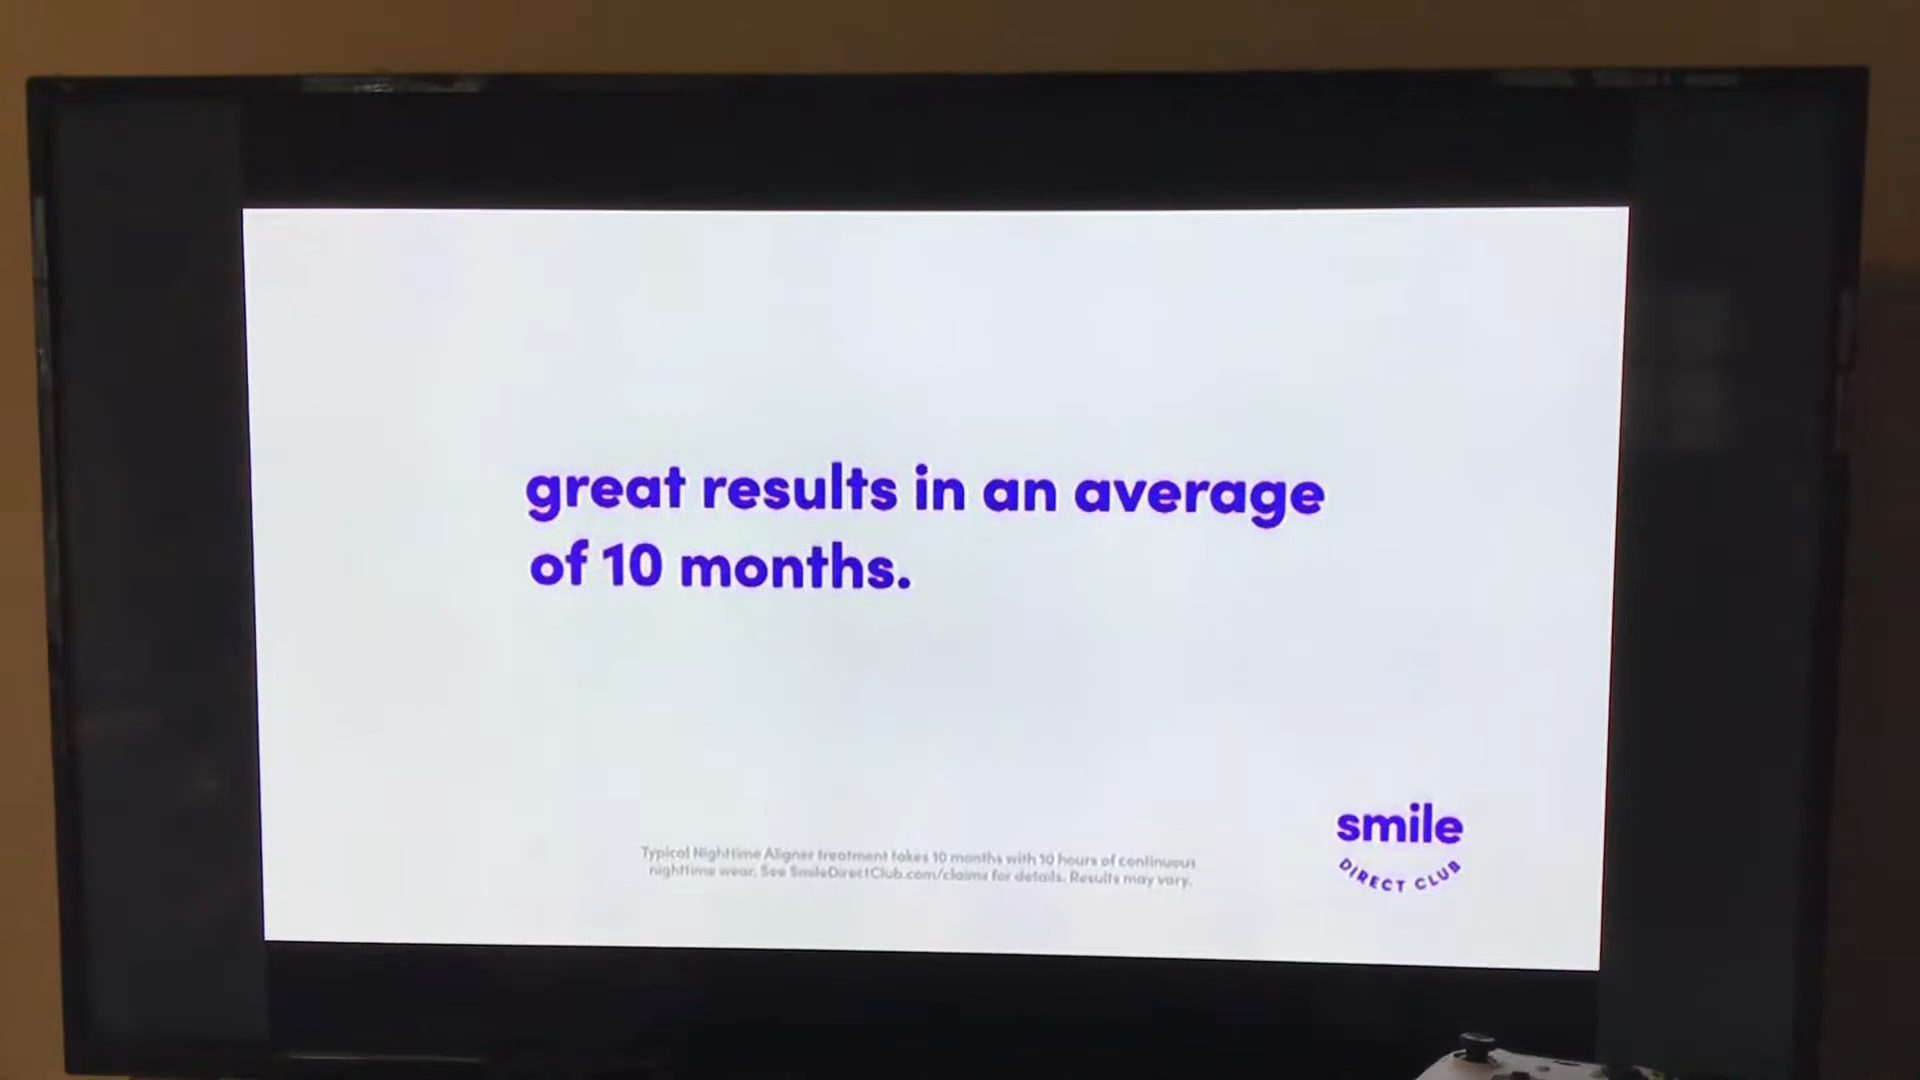 great results in an average
of 10 months.
Typical Nighttime Aligner treatment takes 10 months with 10 hours of continuous
nighttime wear. See SmileDirectClub.com/claims for details. Results may vary.
smile
DIRECT CLUB